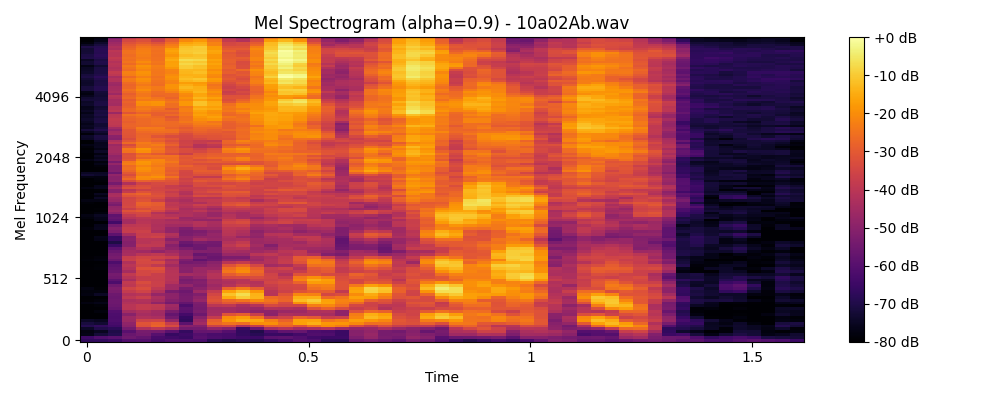 Mel Spectrogram (alpha=0.9) - 10a02Ab.wav
Mel Frequency
4096
2048
1024
512
0
0
0.5
1
1.5
Time
+0 dB
-10 dB
-20 dB
-30 dB
-40 dB
-50 dB
-60 dB
-70 dB
-80 dB